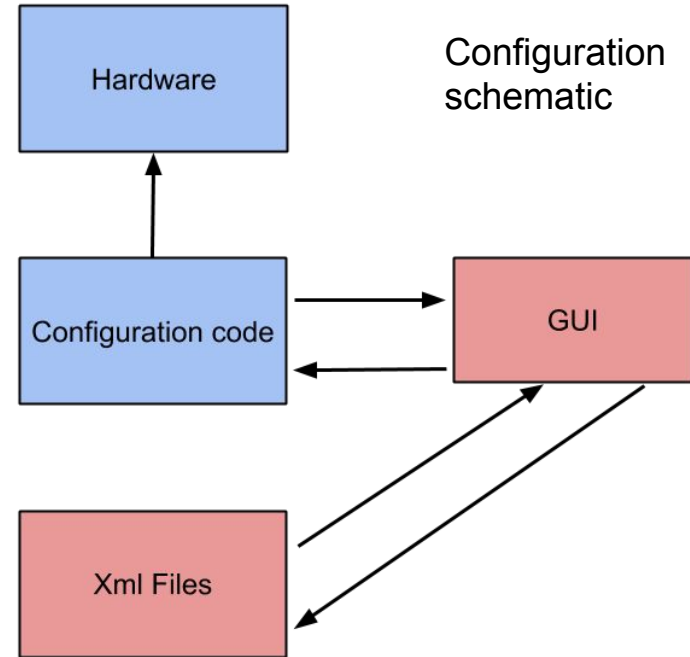 Hardware
Configuration
schematic
Configuration code
GUI
Xml Files